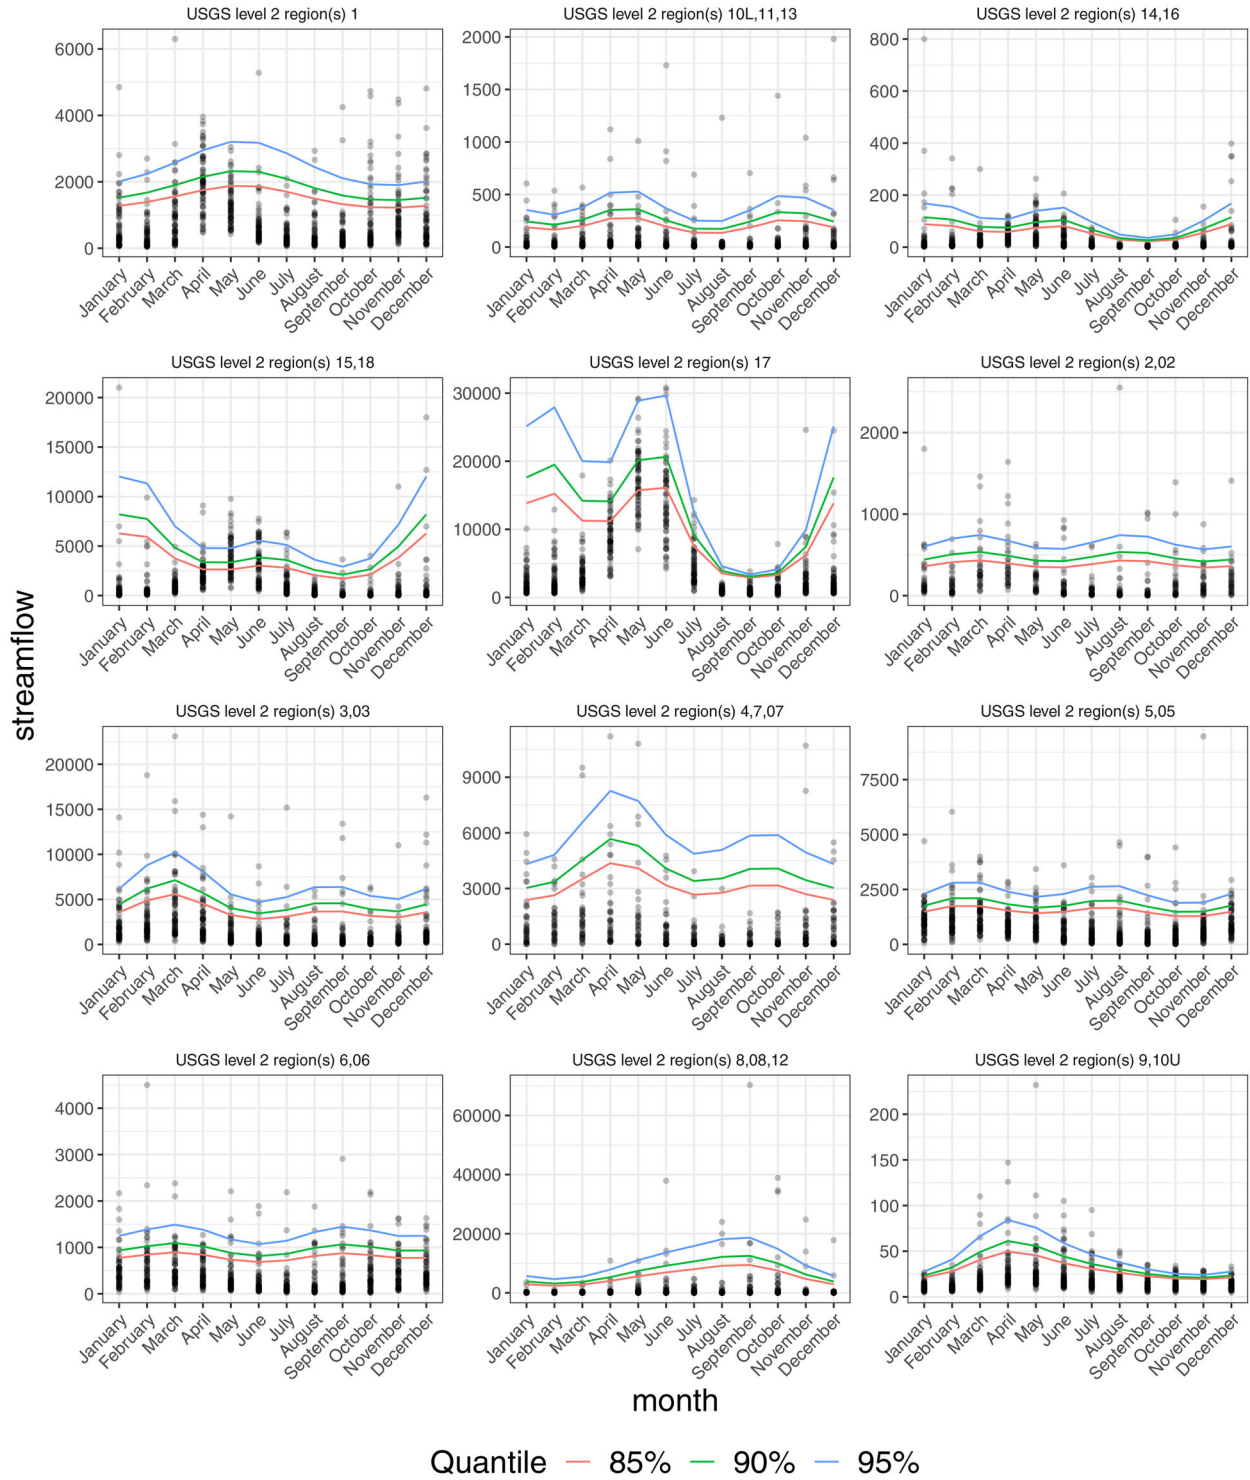 USGS level 2 region(s) 1
6000
4000
2000
0
January February March April May June July August September October November December
USGS level 2 region(s) 10L,11,13
2000
1500
1000
500
0
January February March April May June July August September October November December
USGS level 2 region(s) 14,16
800
600
400
200
0
January February March April May June July August September October November December
USGS level 2 region(s) 15,18
20000
15000
10000
5000
0
January February March April May June July August September October November December
USGS level 2 region(s) 17
30000
20000
10000
0
January February March April May June July August September October November December
USGS level 2 region(s) 2,02
2000
1000
0
January February March April May June July August September October November December
streamflow
USGS level 2 region(s) 3,03
20000
15000
10000
5000
0
January February March April May June July August September October November December
USGS level 2 region(s) 4,7,07
9000
6000
3000
0
January February March April May June July August September October November December
USGS level 2 region(s) 5,05
7500
5000
2500
0
January February March April May June July August September October November December
USGS level 2 region(s) 6,06
4000
3000
2000
1000
0
January February March April May June July August September October November December
USGS level 2 region(s) 8,08,12
60000
40000
20000
0
January February March April May June July August September October November December
USGS level 2 region(s) 9,10U
200
150
100
50
0
January February March April May June July August September October November December
month
Quantile 85% 90% 95%